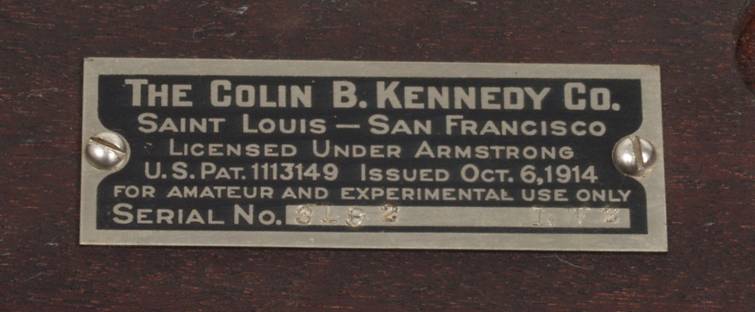 THE COLIN B. KENNEDY CO.
SAINT LOUIS — SAN FRANCISCO
LICENSED UNDER ARMSTRONG
U.S. PAT. 1113149 ISSUED OCT. 6, 1914
FOR AMATEUR AND EXPERIMENTAL USE ONLY
SERIAL NO.